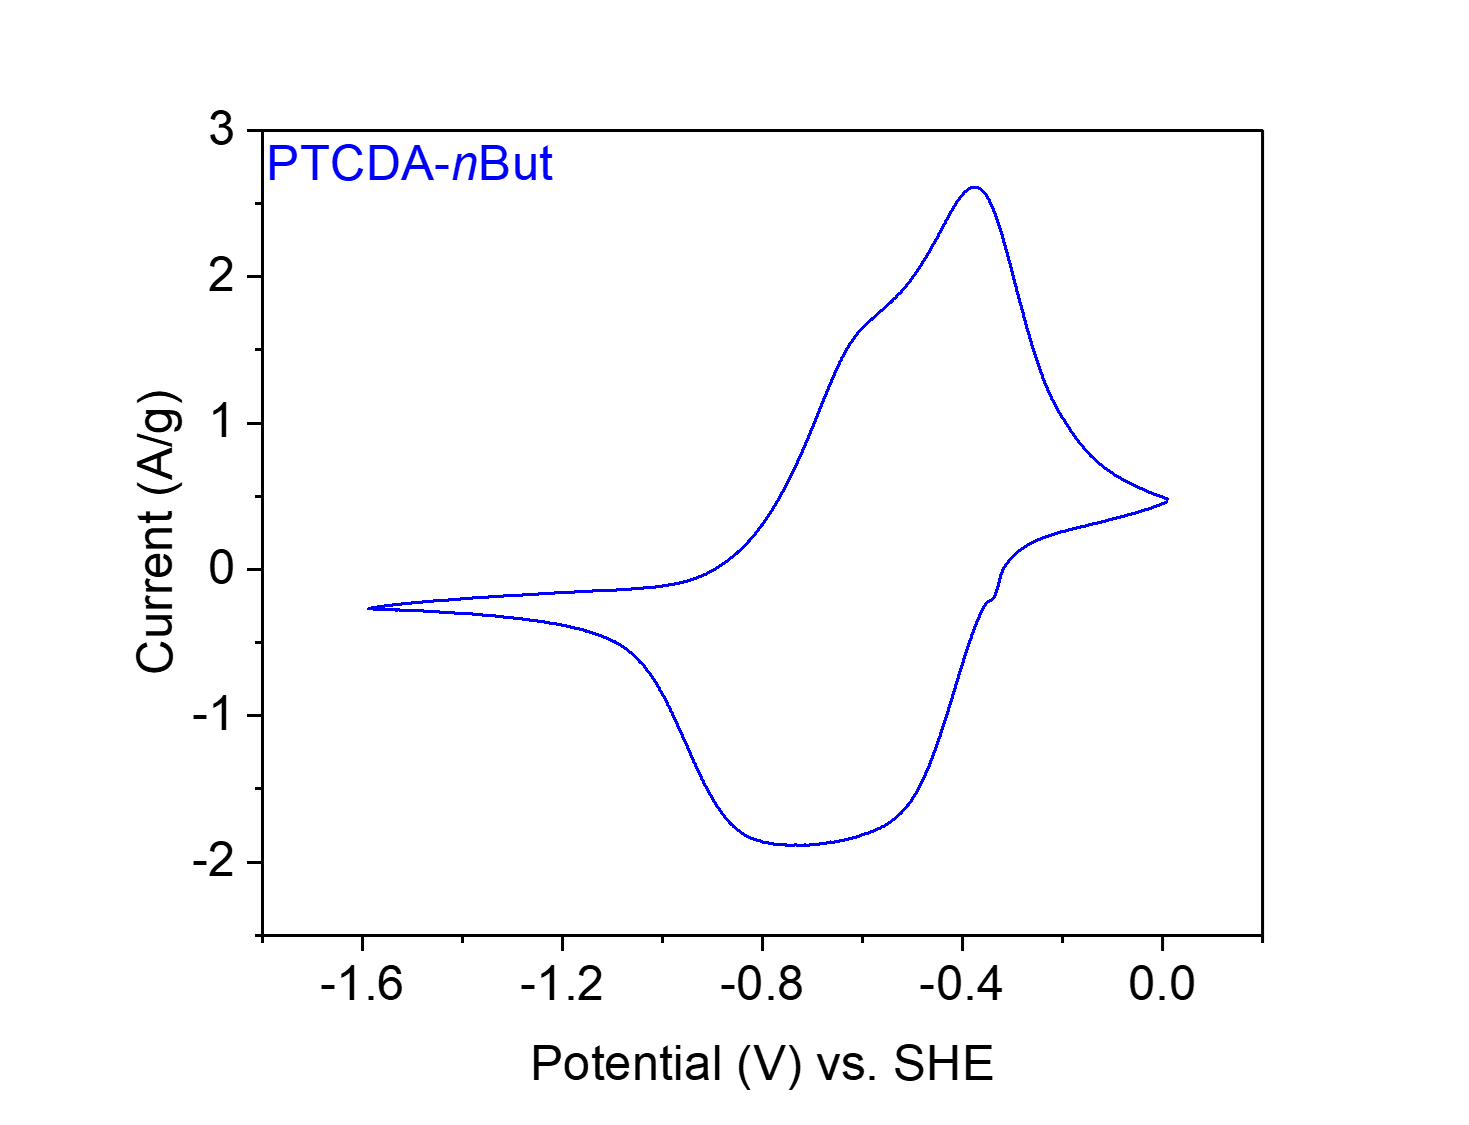 PTCDA-nBut
3
2
1
0
-1
-2
Current (A/g)
-1.6 -1.2 -0.8 -0.4 0.0
Potential (V) vs. SHE